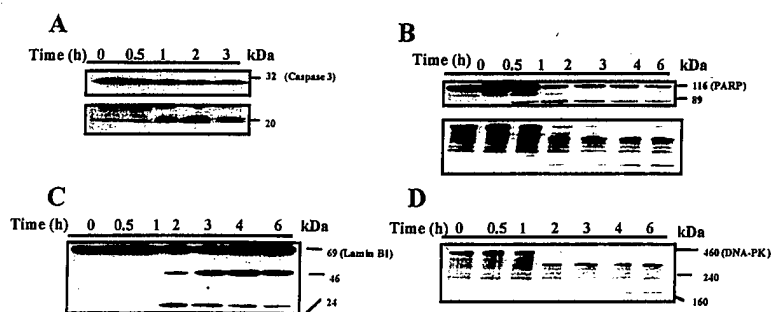 A
Time (h) 0 0.5 1 2 3 kDa
32 (Caspase 3)
20
B
Time (h) 0 0.5 1 2 3 4 6 kDa
116 (PARP)
89
C
Time (h) 0 0.5 1 2 3 4 6 kDa
69 (Lamin B1)
46
24
D
Time (h) 0 0.5 1 2 3 4 6 kDa
460 (DNA-PK)
240
160